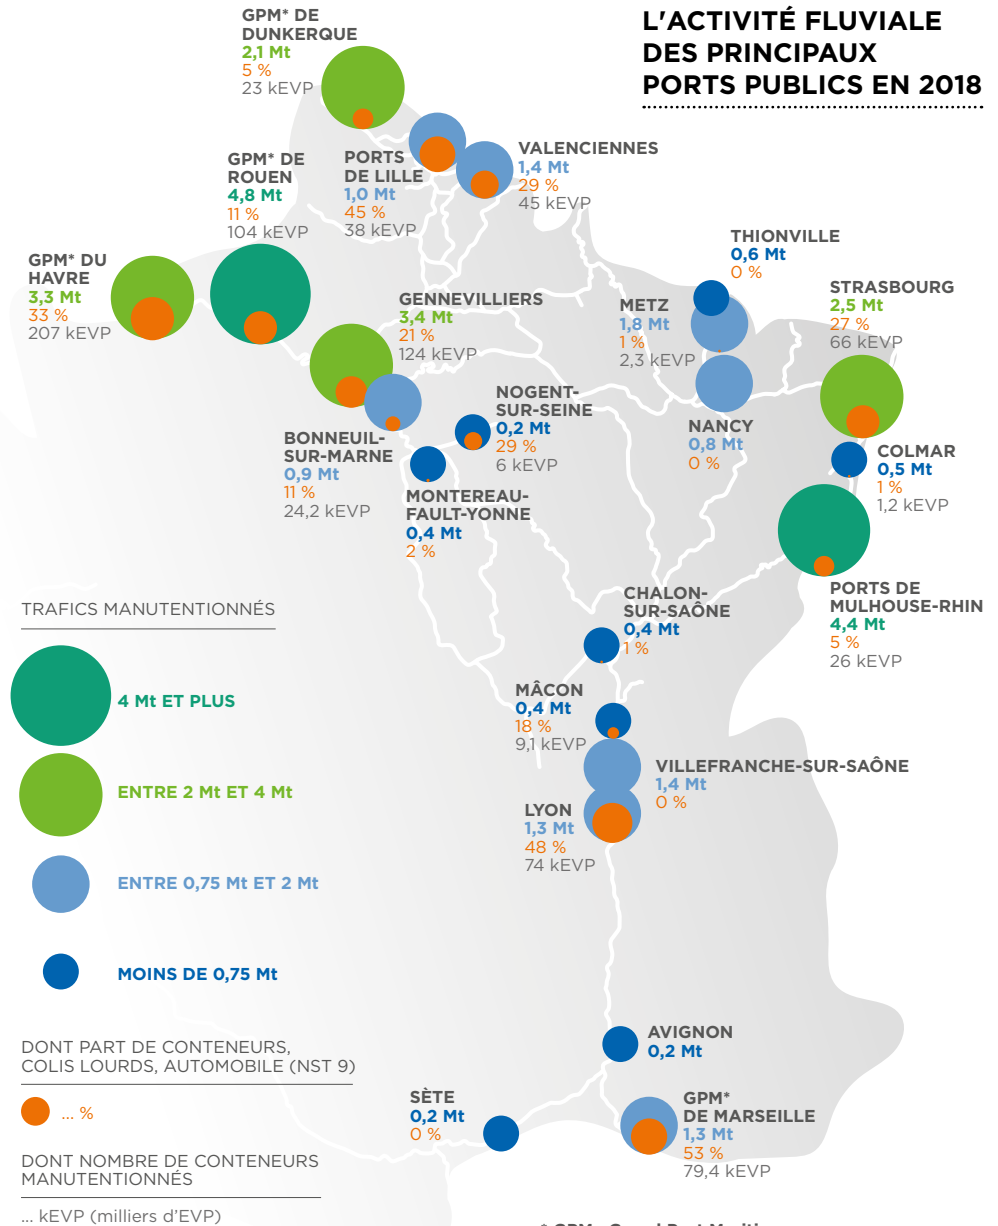 L'ACTIVITÉ FLUVIALE
DES PRINCIPAUX
PORTS PUBLICS EN 2018
GPM* DE
DUNKERQUE
2,1 Mt
5 %
23 kEVP
PORTS
DE LILLE
1,0 Mt
45 %
38 kEVP
VALENCIENNES
1,4 Mt
29 %
45 kEVP
GPM* DE
ROUEN
4,8 Mt
11 %
104 kEVP
GPM* DU
HAVRE
3,3 Mt
33 %
207 kEVP
GENNEVILLIERS
3,4 Mt
21 %
124 kEVP
THIONVILLE
0,6 Mt
0 %
METZ
1,8 Mt
1 %
2,3 kEVP
STRASBOURG
2,5 Mt
27 %
66 kEVP
NANCY
0,8 Mt
0 %
NOGENT-
SUR-SEINE
0,2 Mt
29 %
6 kEVP
BONNEUIL-
SUR-MARNE
0,9 Mt
11 %
24,2 kEVP
MONTEREAU-
FAULT-YONNE
0,4 Mt
2 %
COLMAR
0,5 Mt
1 %
1,2 kEVP
PORTS DE
MULHOUSE-RHIN
4,4 Mt
5 %
26 kEVP
CHALON-
SUR-SAÔNE
0,4 Mt
1 %
MÂCON
0,4 Mt
18 %
9,1 kEVP
VILLEFRANCHE-SUR-SAÔNE
1,4 Mt
0 %
LYON
1,3 Mt
48 %
74 kEVP
AVIGNON
0,2 Mt
SÈTE
0,2 Mt
0 %
GPM*
DE MARSEILLE
1,3 Mt
53 %
79,4 kEVP
TRAFICS MANUTENTIONNÉS
4 Mt ET PLUS
ENTRE 2 Mt ET 4 Mt
ENTRE 0,75 Mt ET 2 Mt
MOINS DE 0,75 Mt
DONT PART DE CONTENEURS,
COLIS LOURDS, AUTOMOBILE (NST 9)
... %
DONT NOMBRE DE CONTENEURS
MANUTENTIONNÉS
... kEVP (milliers d'EVP)